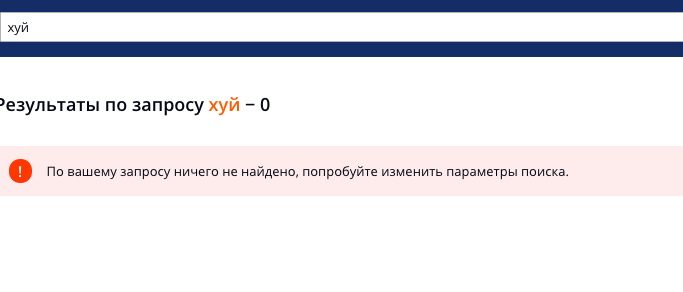 хуй
Результаты по запросу хуй – 0
! По вашему запросу ничего не найдено, попробуйте изменить параметры поиска.